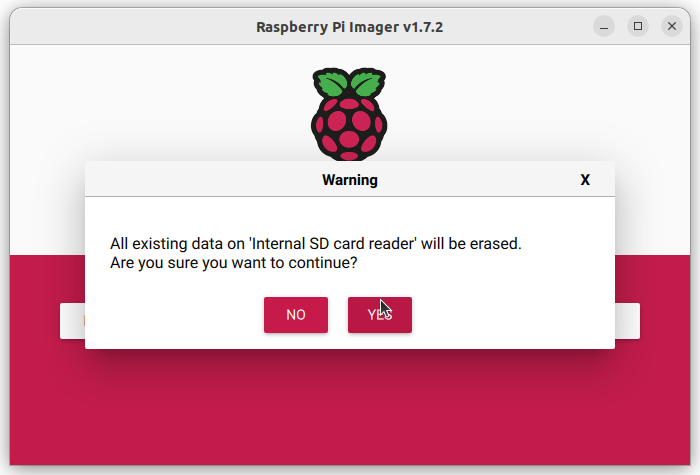 Raspberry Pi Imager v1.7.2
Warning
X
All existing data on 'Internal SD card reader' will be erased.
Are you sure you want to continue?
NO
YES